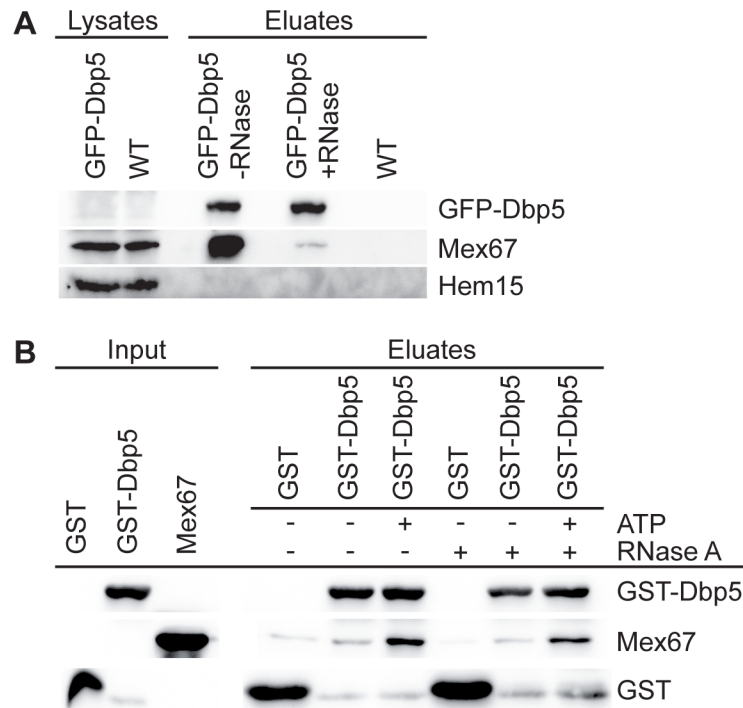 A
Lysates Eluates
GFP-Dbp5
WT
GFP-Dbp5
-RNase
GFP-Dbp5
+RNase
WT
GFP-Dbp5
Mex67
Hem15
B
Input Eluates
GST
GST-Dbp5
Mex67
GST
GST-Dbp5
GST-Dbp5
GST
GST-Dbp5
GST-Dbp5
- - + - - + ATP
- - - + + + RNase A
GST-Dbp5
Mex67
GST